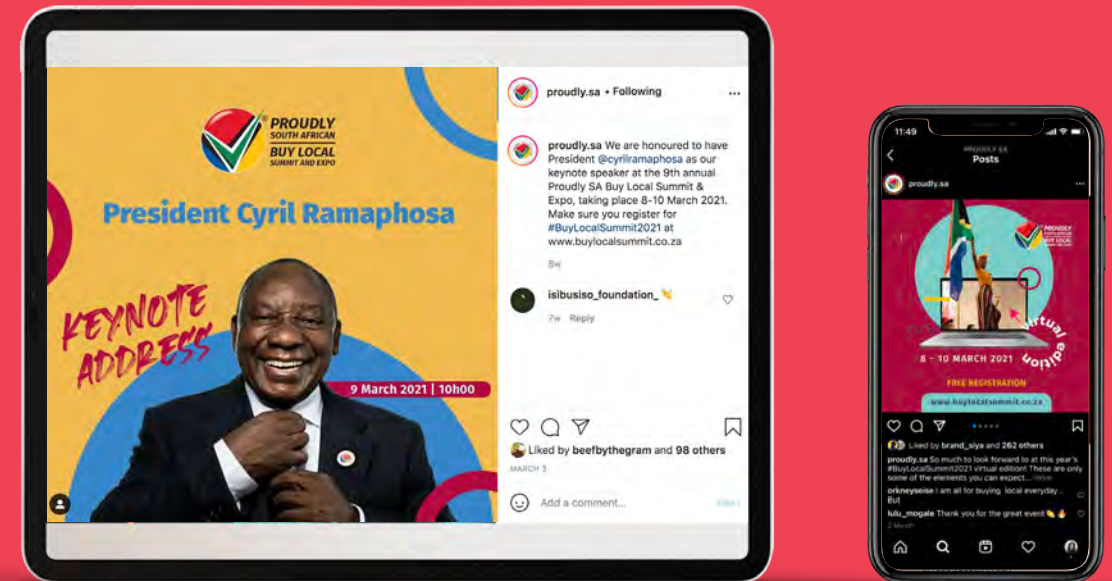 PROUDLY
SOUTH AFRICAN
BUY LOCAL
SUMMIT AND EXPO
President Cyril Ramaphosa
KEYNOTE
ADDRESS
9 March 2021 | 10h00
proudly.sa • Following
proudly.sa We are honoured to have
President @cyrilramaphosa as our
keynote speaker at the 9th annual
Proudly SA Buy Local Summit &
Expo, taking place 8-10 March 2021.
Make sure you register for
#BuyLocalSummit2021 at
www.buylocalsummit.co.za
8w
isibusiso_foundation_ 👏
7w Reply
Liked by beefbythegram and 98 others
MARCH 3
Add a comment...
11:49
PROUDLY.SA
Posts
proudly.sa
PROUDLY
SOUTH AFRICAN
BUY LOCAL
virtual edition
8 - 10 MARCH 2021
FREE REGISTRATION
www.buylocalsummit.co.za
Liked by brand_siya and 262 others
proudly.sa So much to look forward to at this year's
#BuyLocalSummit2021 virtual edition! These are only
some of the elements you can expect... more
orkneyseise I am all for buying local everyday...
But
lulu_mogale Thank you for the great event 👏 🔥
2 March